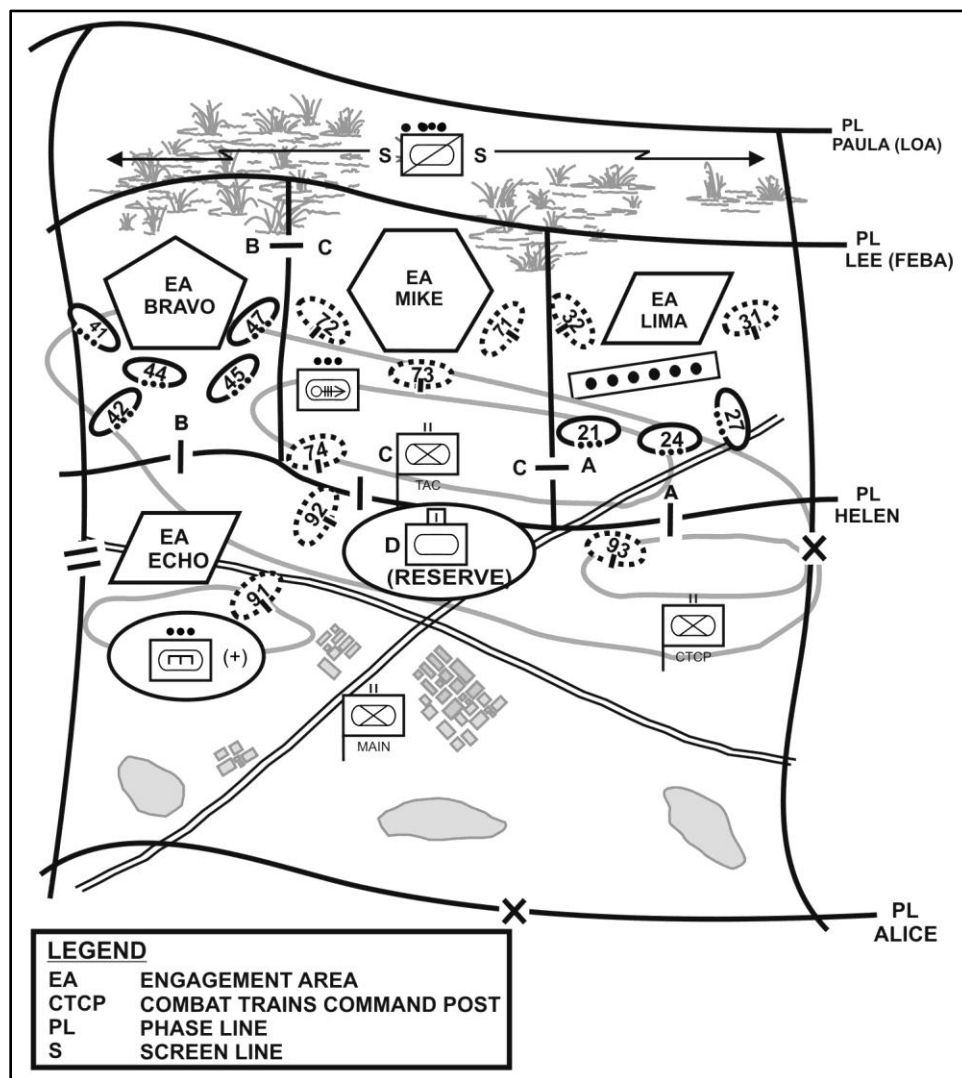 PL
PAULA (LOA)
S S
B C
PL
LEE (FEBA)
EA
BRAVO
EA
MIKE
EA
LIMA
41
47
72
71
32
31
44
45
73
42
27
B
74
C
TAC
21
24
C A
A
92
PL
HELEN
EA
ECHO
D
(RESERVE)
93
91
(+)
CTCP
MAIN
PL
ALICE
LEGEND
EA ENGAGEMENT AREA
CTCP COMBAT TRAINS COMMAND POST
PL PHASE LINE
S SCREEN LINE